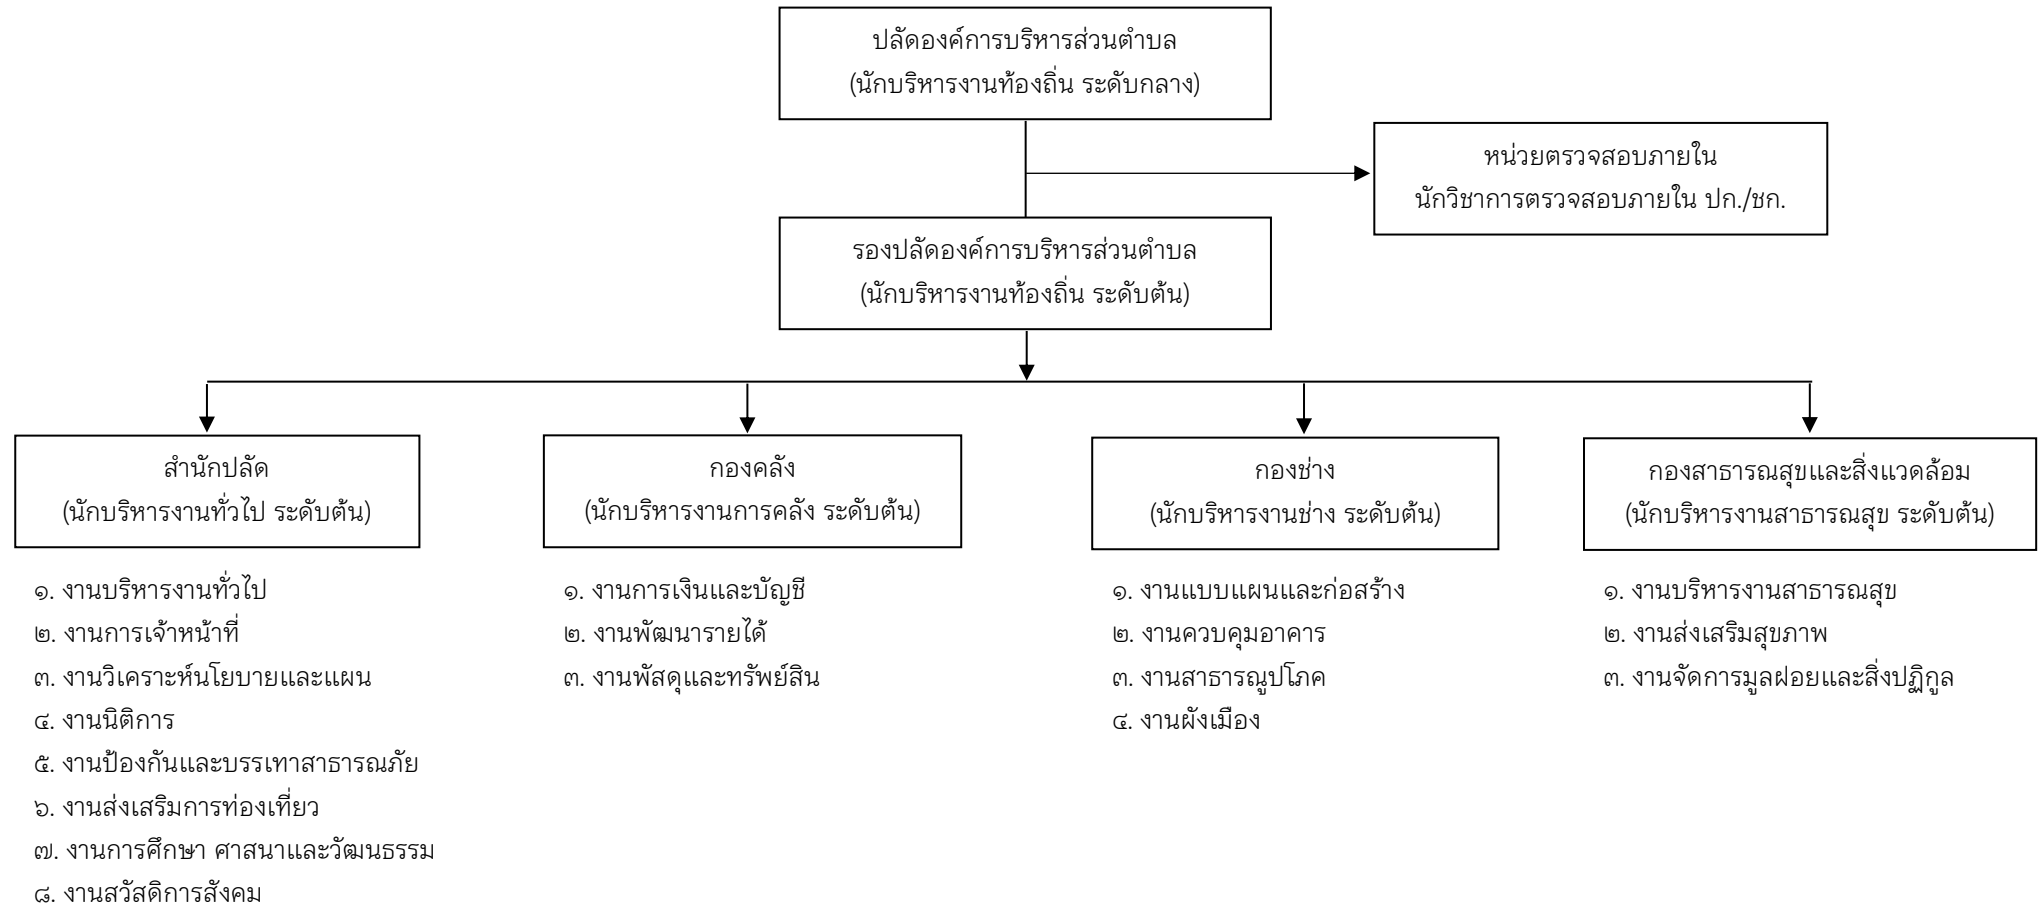 ปลัดองค์การบริหารส่วนตำบล
(นักบริหารงานท้องถิ่น ระดับกลาง)
หน่วยตรวจสอบภายใน
นักวิชาการตรวจสอบภายใน ปก./ชก.
รองปลัดองค์การบริหารส่วนตำบล
(นักบริหารงานท้องถิ่น ระดับต้น)
สำนักปลัด
(นักบริหารงานทั่วไป ระดับต้น)
๑. งานบริหารงานทั่วไป
๒. งานการเจ้าหน้าที่
๓. งานวิเคราะห์นโยบายและแผน
๔. งานนิติการ
๕. งานป้องกันและบรรเทาสาธารณภัย
๖. งานส่งเสริมการท่องเที่ยว
๗. งานการศึกษา ศาสนาและวัฒนธรรม
๘. งานสวัสดิการสังคม
กองคลัง
(นักบริหารงานการคลัง ระดับต้น)
๑. งานการเงินและบัญชี
๒. งานพัฒนารายได้
๓. งานพัสดุและทรัพย์สิน
กองช่าง
(นักบริหารงานช่าง ระดับต้น)
๑. งานแบบแผนและก่อสร้าง
๒. งานควบคุมอาคาร
๓. งานสาธารณูปโภค
๔. งานผังเมือง
กองสาธารณสุขและสิ่งแวดล้อม
(นักบริหารงานสาธารณสุข ระดับต้น)
๑. งานบริหารงานสาธารณสุข
๒. งานส่งเสริมสุขภาพ
๓. งานจัดการมูลฝอยและสิ่งปฏิกูล